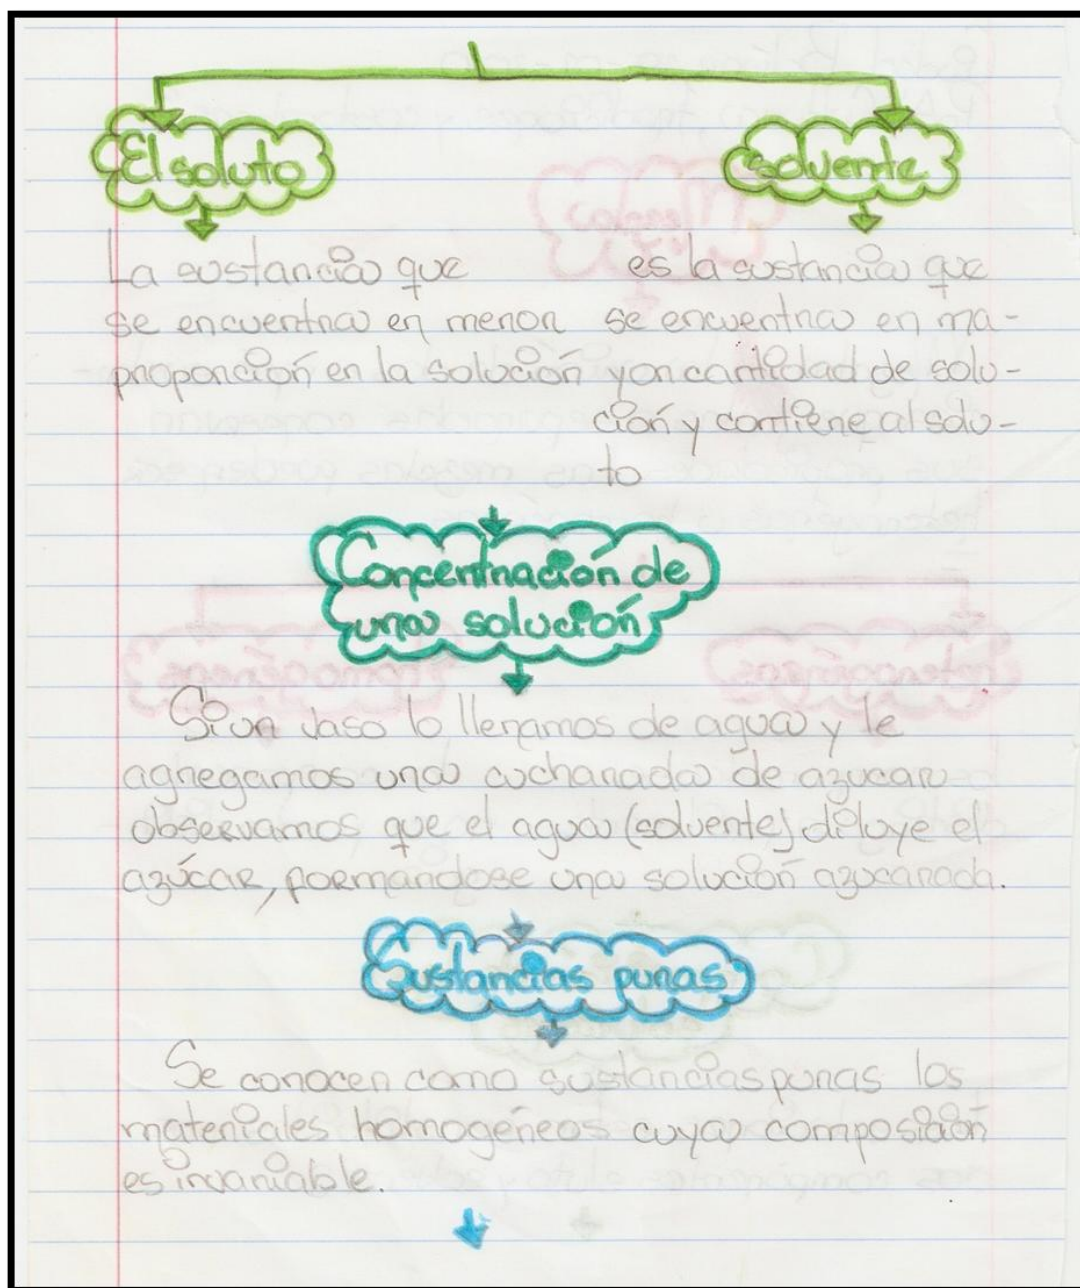 El soluto
solvente
La sustancia que
se encuentra en menor
proporción en la solución
es la sustancia que
se encuentra en ma-
yor cantidad de solu-
ción y contiene al solu-
to
Concentración de
una solución
Si un vaso lo llenamos de agua y le
agregamos una cucharada de azucar
observamos que el agua (solvente) diluye el
azúcar, formandose una solución azucarada.
Sustancias puras
Se conocen como sustancias puras los
materiales homogéneos cuya composición
es invariable.